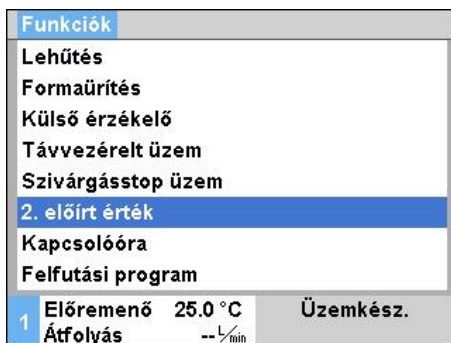 Funkciók
Lehűtés
Formaürítés
Külső érzékelő
Távvezérelt üzem
Szivárgásstop üzem
2. előírt érték
Kapcsolóóra
Felfutási program
1 Előremenő 25.0 °C Üzemkész.
Átfolyás -- L/min